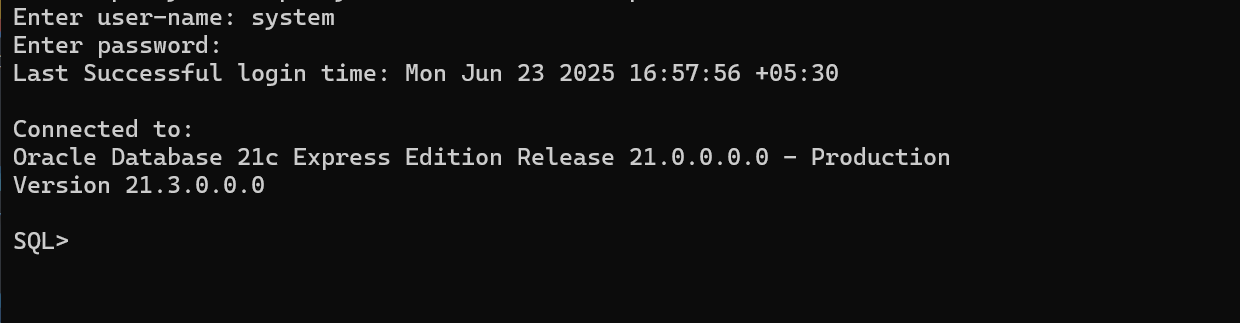 Enter user-name: system
Enter password:
Last Successful login time: Mon Jun 23 2025 16:57:56 +05:30
Connected to:
Oracle Database 21c Express Edition Release 21.0.0.0.0 - Production
Version 21.3.0.0.0
SQL>